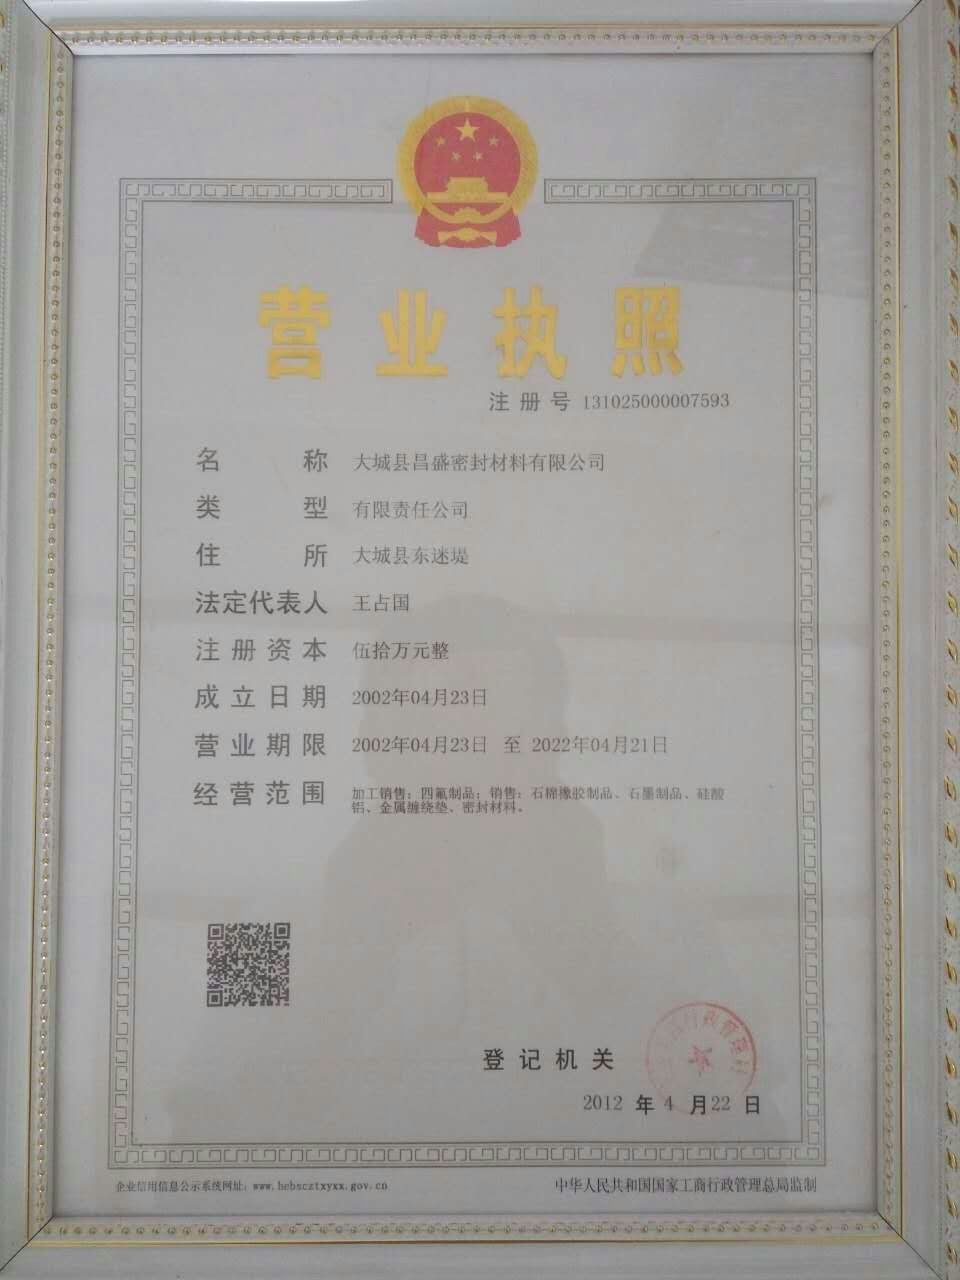 营业执照
注册号 131025000007593
名称 大城县昌盛密封材料有限公司
类型 有限责任公司
住所 大城县东迷堤
法定代表人 王占国
注册资本 伍拾万元整
成立日期 2002年04月23日
营业期限 2002年04月23日 至 2022年04月21日
经营范围 加工销售：四氟制品；销售：石棉橡胶制品、石墨制品、硅酸
铝、金属缠绕垫、密封材料。
行政管理
登记机关
2012 年 4 月 22 日
企业信用信息公示系统网址：www.hebscztxyxx.gov.cn
中华人民共和国国家工商行政管理总局监制